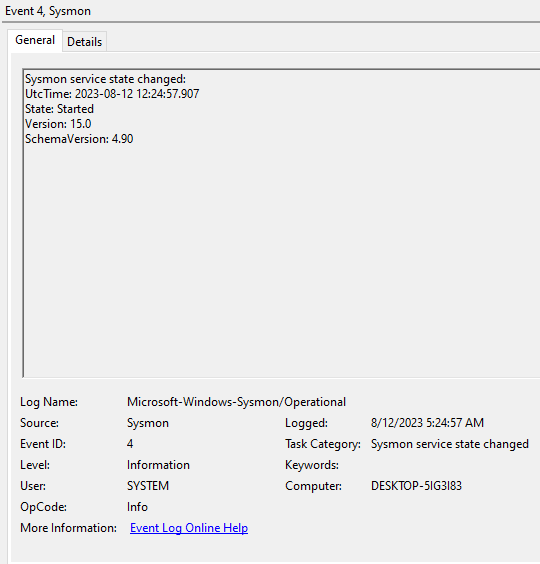 Event 4, Sysmon
General Details
Sysmon service state changed:
UtcTime: 2023-08-12 12:24:57.907
State: Started
Version: 15.0
SchemaVersion: 4.90
Log Name: Microsoft-Windows-Sysmon/Operational
Source: Sysmon Logged: 8/12/2023 5:24:57 AM
Event ID: 4 Task Category: Sysmon service state changed
Level: Information Keywords:
User: SYSTEM Computer: DESKTOP-5IG3I83
OpCode: Info
More Information: Event Log Online Help